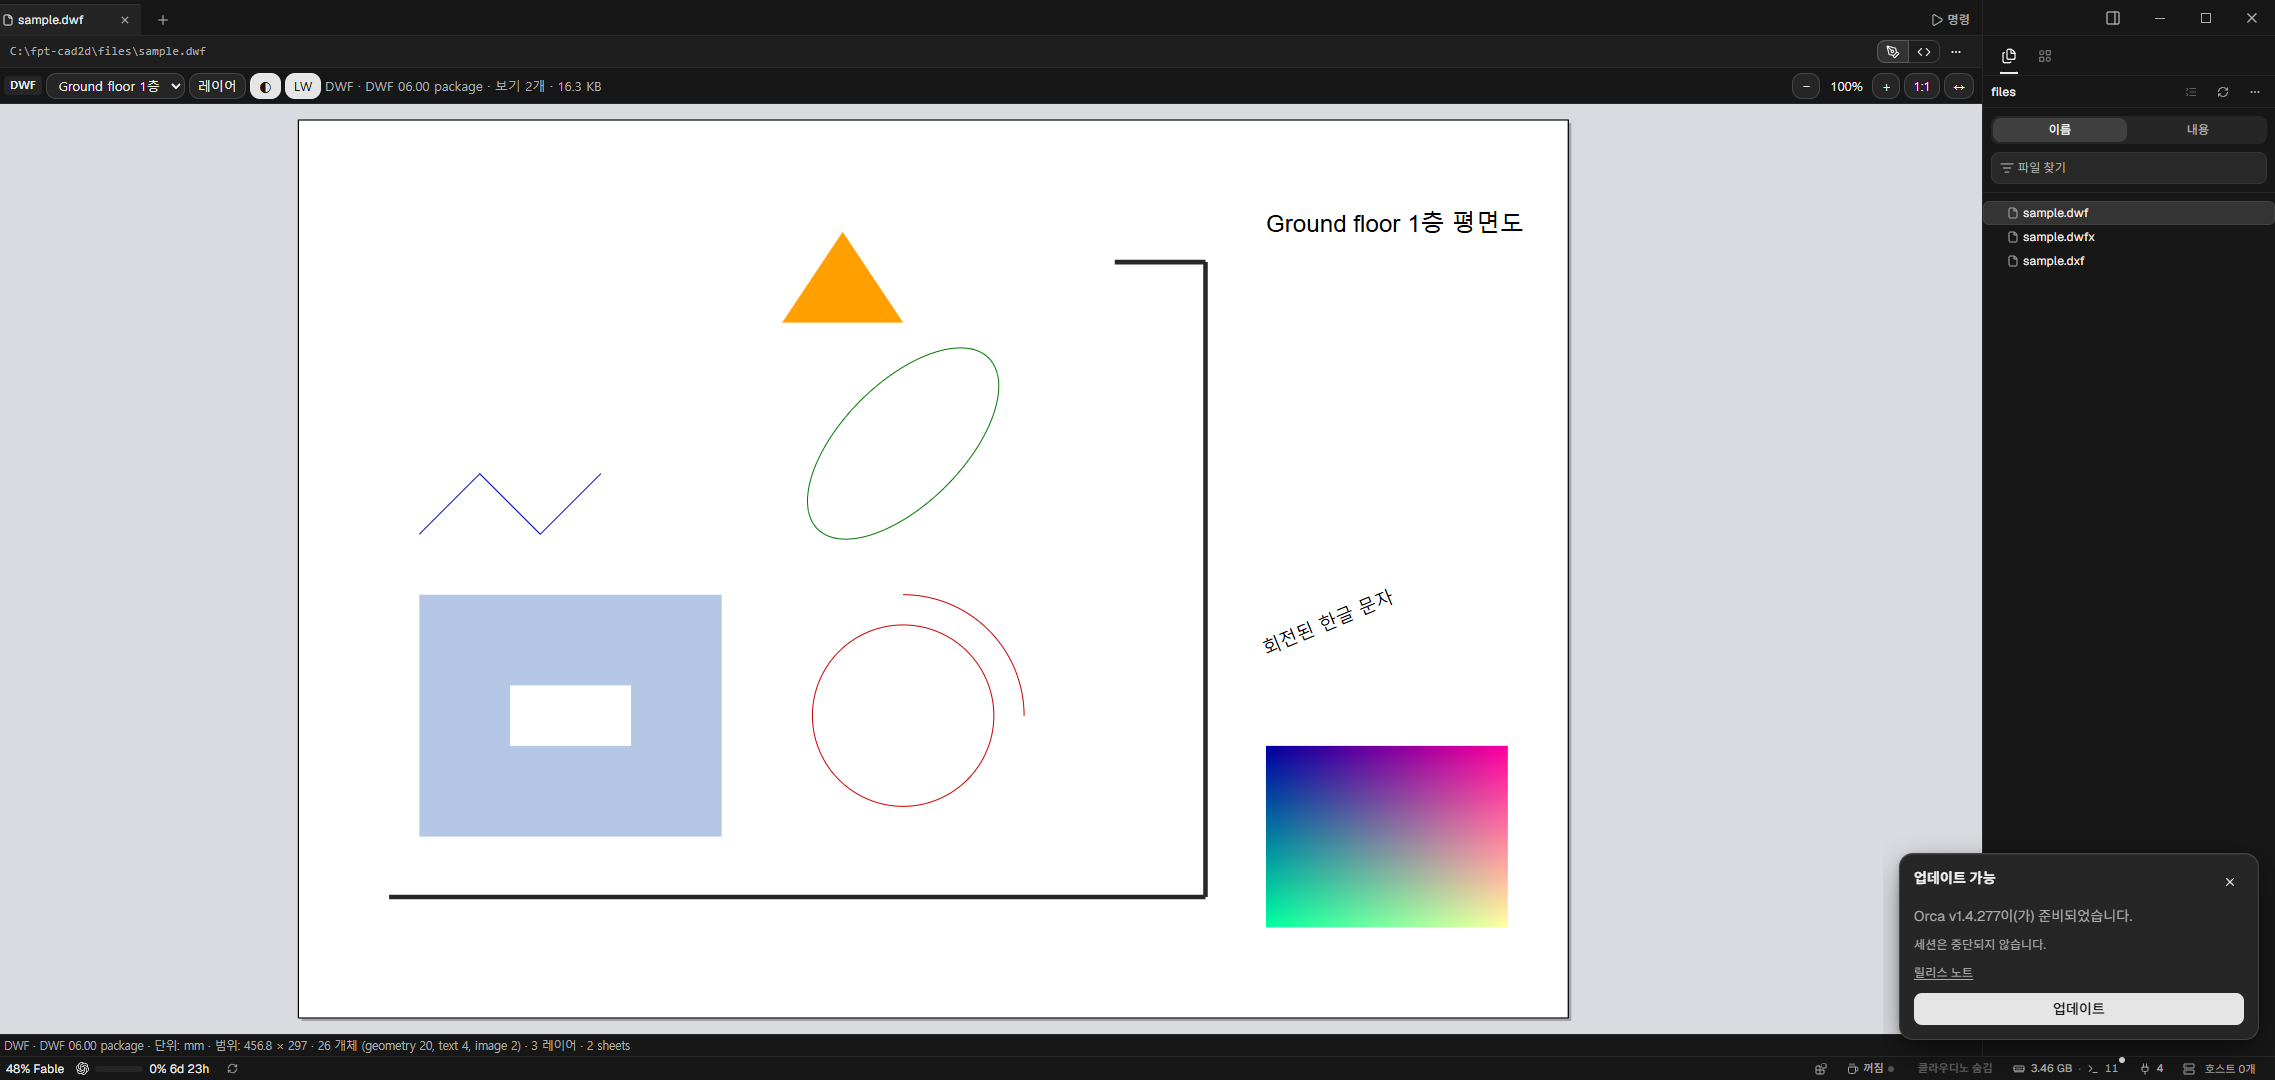 sample.dwf
명령
C:\fpt-cad2d\files\sample.dwf
DWF Ground floor 1층 레이어 LW DWF · DWF 06.00 package · 보기 2개 · 16.3 KB
− 100% + 1:1 ↔
files
이름 내용
파일 찾기
sample.dwf
sample.dwfx
sample.dxf
Ground floor 1층 평면도
회전된 한글 문자
업데이트 가능
Orca v1.4.277이(가) 준비되었습니다.
세션은 중단되지 않습니다.
릴리스 노트
업데이트
DWF · DWF 06.00 package · 단위: mm · 범위: 456.8 × 297 · 26 개체 (geometry 20, text 4, image 2) · 3 레이어 · 2 sheets
48% Fable 0% 6d 23h
꺼짐 클라우디노 숨김 3.46 GB · 11 4 호스트 0개